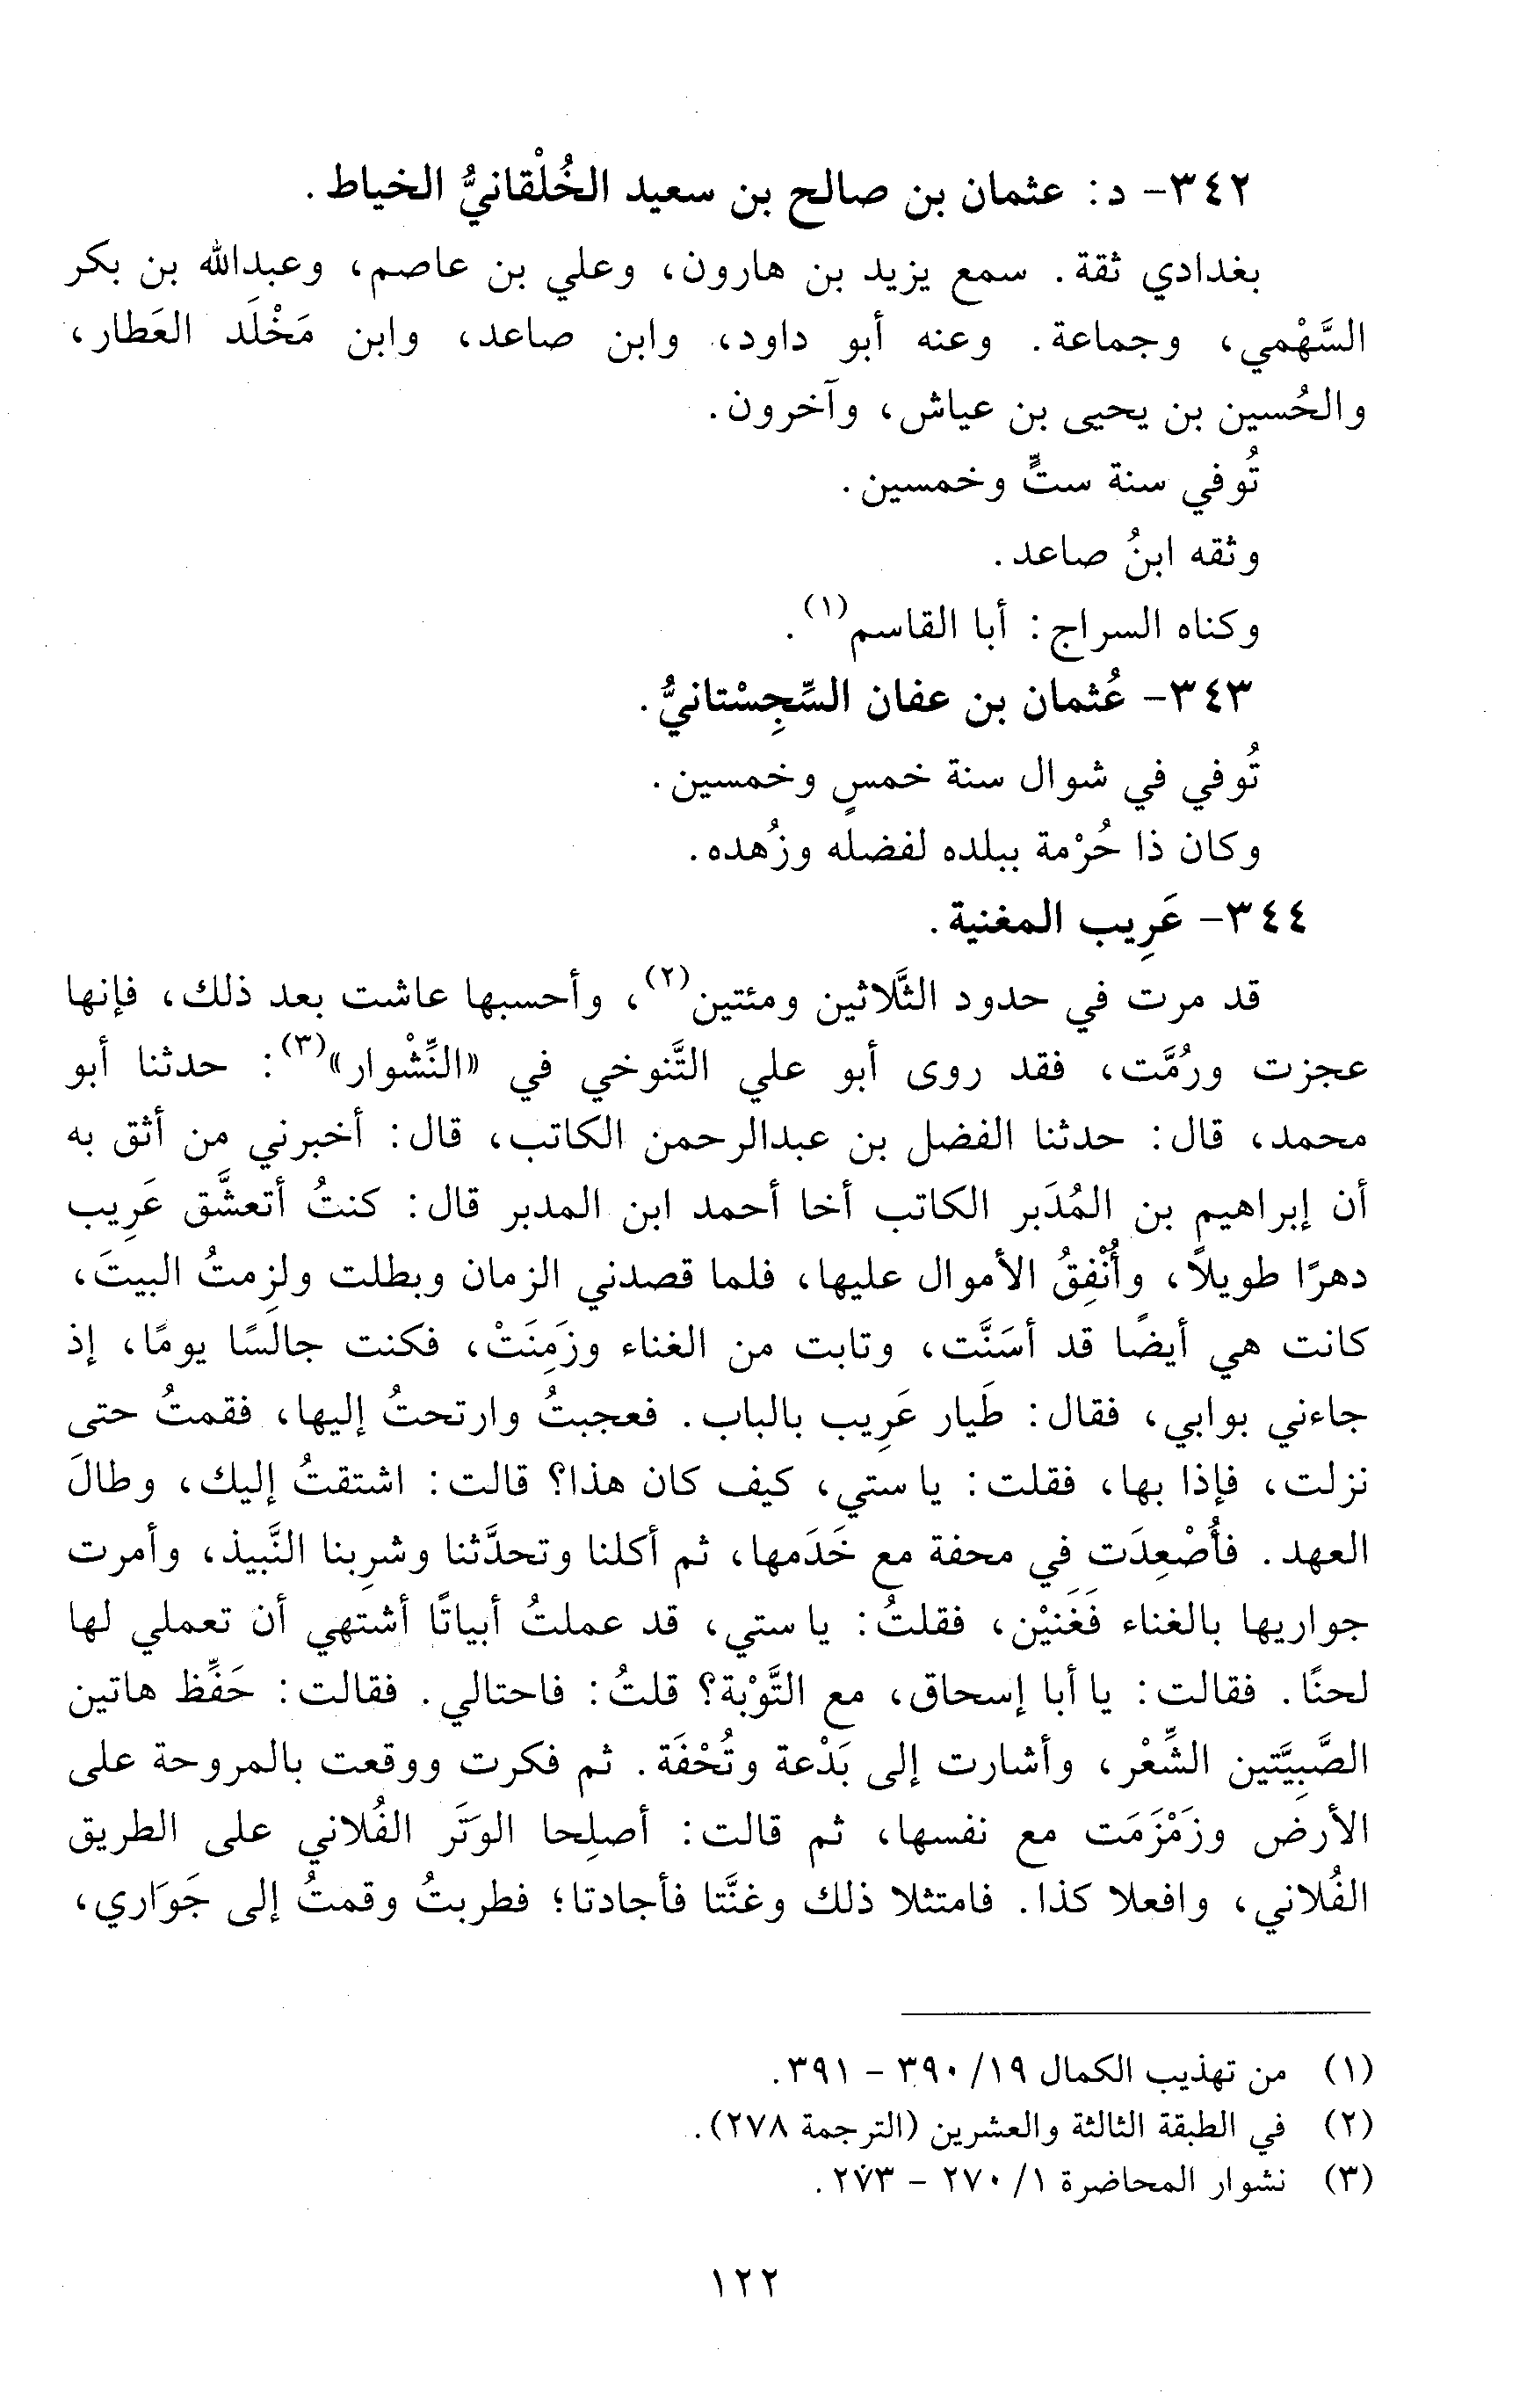 ٣٤٢- د: عثمان بن صالح بن سعيد الخُلْقانيُّ الخياط.
بغدادي ثقة. سمع يزيد بن هارون، وعلي بن عاصم، وعبدالله بن بكر
السَّهْمي، وجماعة. وعنه أبو داود، وابن صاعد، وابن مَخْلَد العَطار،
والحُسين بن يحيى بن عياش، وآخرون.
تُوفي سنة ستٍّ وخمسين.
وثقه ابنُ صاعد.
وكناه السراج: أبا القاسم(١).
٣٤٣- عُثمان بن عفان السِّجِسْتانيُّ.
تُوفي في شوال سنة خمسٍ وخمسين.
وكان ذا حُرْمة ببلده لفضله وزُهده.
٣٤٤- عَرِيب المغنية.
قد مرت في حدود الثَّلاثين ومئتين(٢)، وأحسبها عاشت بعد ذلك، فإنها
عجزت ورُمَّت، فقد روى أبو علي التَّنوخي في «النِّشْوار»(٣): حدثنا أبو
محمد، قال: حدثنا الفضل بن عبدالرحمن الكاتب، قال: أخبرني من أثق به
أن إبراهيم بن المُدَبر الكاتب أخا أحمد ابن المدبر قال: كنتُ أتعشَّق عَرِيب
دهرًا طويلاً، وأُنْفِقُ الأموال عليها، فلما قصدني الزمان وبطلت ولزِمتُ البيتَ،
كانت هي أيضًا قد أسَنَّت، وتابت من الغناء وزَمِنَتْ، فكنت جالسًا يومًا، إذ
جاءني بوابي، فقال: طَيار عَرِيب بالباب. فعجبتُ وارتحتُ إليها، فقمتُ حتى
نزلت، فإذا بها، فقلت: يا ستي، كيف كان هذا؟ قالت: اشتقتُ إليك، وطالَ
العهد. فأُصْعِدَت في محفة مع خَدَمها، ثم أكلنا وتحدَّثنا وشرِبنا النَّبيذ، وأمرت
جواريها بالغناء فَغَنيْن، فقلتُ: يا ستي، قد عملتُ أبياتًا أشتهي أن تعملي لها
لحنًا. فقالت: يا أبا إسحاق، مع التَّوْبة؟ قلتُ: فاحتالي. فقالت: حَفِّظ هاتين
الصَّبِيَّتين الشِّعْر، وأشارت إلى بَدْعة وتُحْفَة. ثم فكرت ووقعت بالمروحة على
الأرض وزَمْزَمَت مع نفسها، ثم قالت: أصلِحا الوَتَر الفُلاني على الطريق
الفُلاني، وافعلا كذا. فامتثلا ذلك وغنَّتا فأجادتا؛ فطربتُ وقمتُ إلى جَوَاري،
(١) من تهذيب الكمال ١٩/ ٣٩٠ - ٣٩١.
(٢) في الطبقة الثالثة والعشرين (الترجمة ٢٧٨).
(٣) نشوار المحاضرة ١/ ٢٧٠ - ٢٧٣.
١٢٢